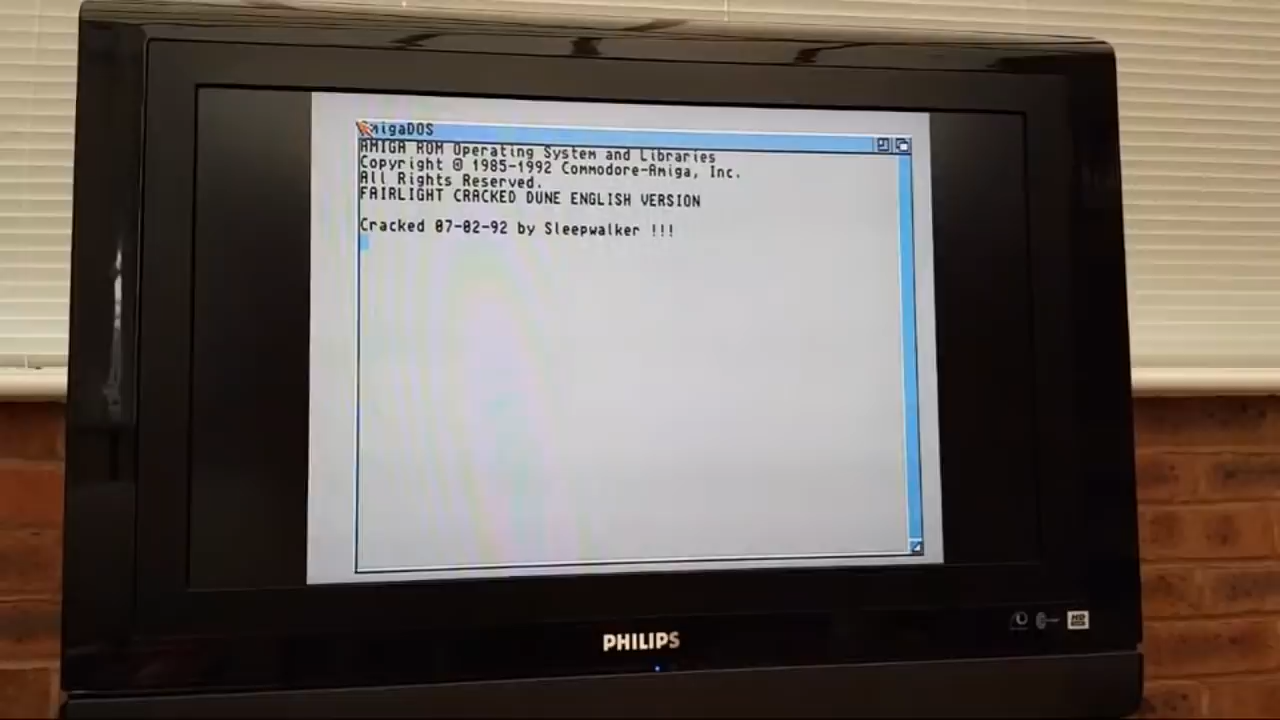 migaDOS
AMIGA ROM Operating System and Libraries
Copyright © 1985-1992 Commodore-Amiga, Inc.
All Rights Reserved.
FAIRLIGHT CRACKED DUNE ENGLISH VERSION
Cracked 07-02-92 by Sleepwalker !!!
PHILIPS
HD